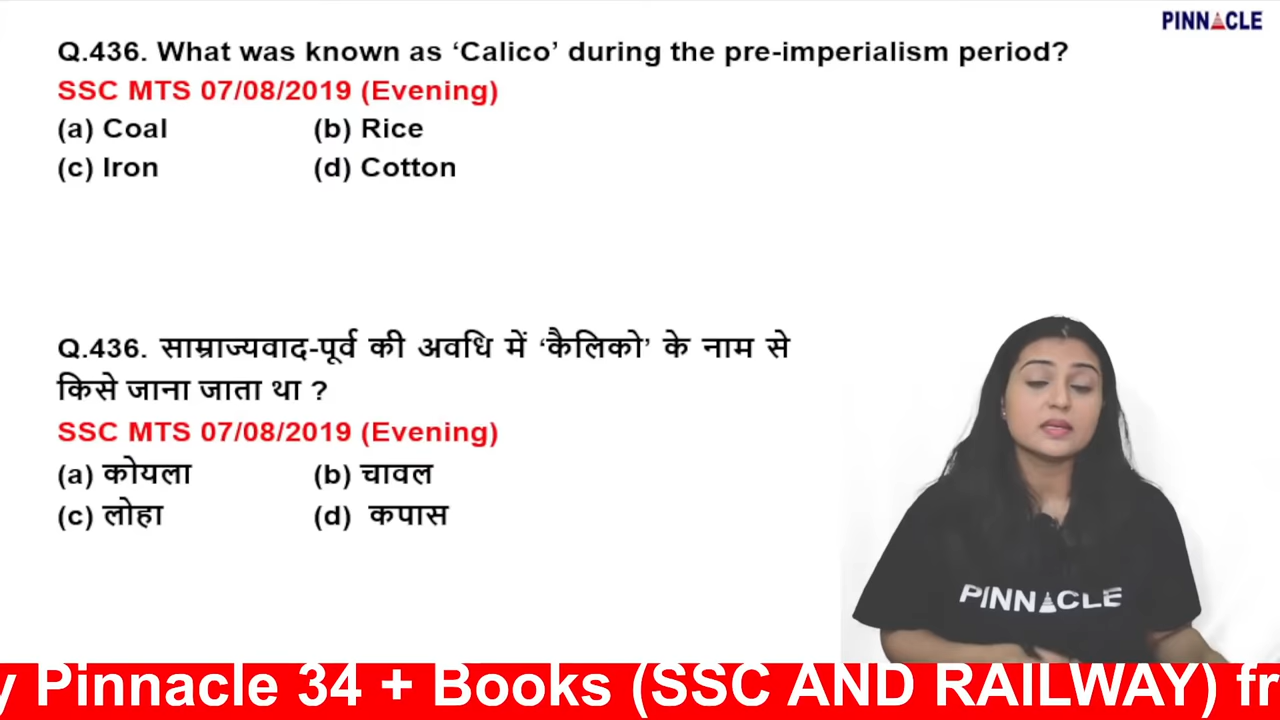 PINNACLE
Q.436. What was known as ‘Calico’ during the pre-imperialism period?
SSC MTS 07/08/2019 (Evening)
(a) Coal (b) Rice
(c) Iron (d) Cotton
Q.436. साम्राज्यवाद-पूर्व की अवधि में ‘कैलिको’ के नाम से
किसे जाना जाता था ?
SSC MTS 07/08/2019 (Evening)
(a) कोयला (b) चावल
(c) लोहा (d) कपास
PINNACLE
y Pinnacle 34 + Books (SSC AND RAILWAY) fr